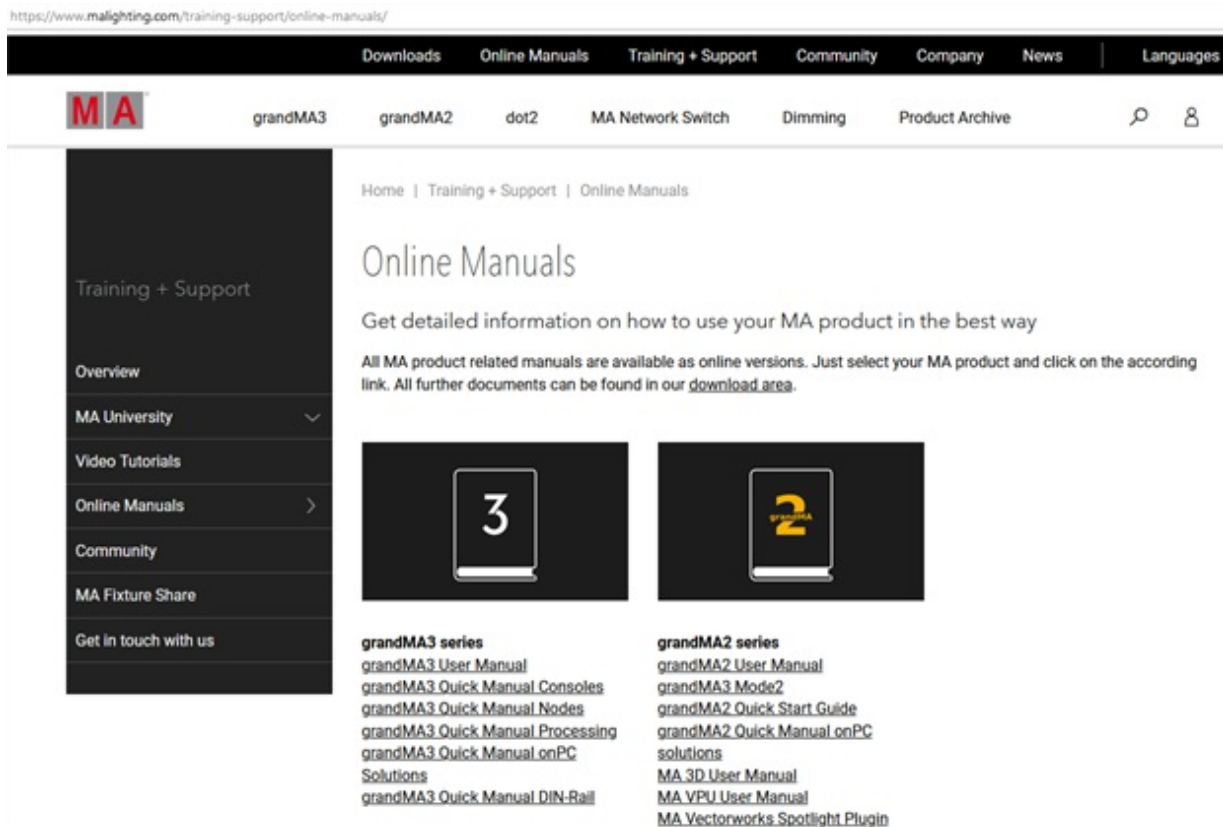 https://www.malighting.com/training-support/online-manuals/
Downloads Online Manuals Training + Support Community Company News Languages
MA
grandMA3 grandMA2 dot2 MA Network Switch Dimming Product Archive
Home | Training + Support | Online Manuals
Online Manuals
Training + Support
Get detailed information on how to use your MA product in the best way
All MA product related manuals are available as online versions. Just select your MA product and click on the according
link. All further documents can be found in our download area.
Overview
MA University
Video Tutorials
Online Manuals
Community
MA Fixture Share
Get in touch with us
3
2
grandMA
grandMA3 series
grandMA3 User Manual
grandMA3 Quick Manual Consoles
grandMA3 Quick Manual Nodes
grandMA3 Quick Manual Processing
grandMA3 Quick Manual onPC
Solutions
grandMA3 Quick Manual DIN-Rail
grandMA2 series
grandMA2 User Manual
grandMA3 Mode2
grandMA2 Quick Start Guide
grandMA2 Quick Manual onPC
solutions
MA 3D User Manual
MA VPU User Manual
MA Vectorworks Spotlight Plugin